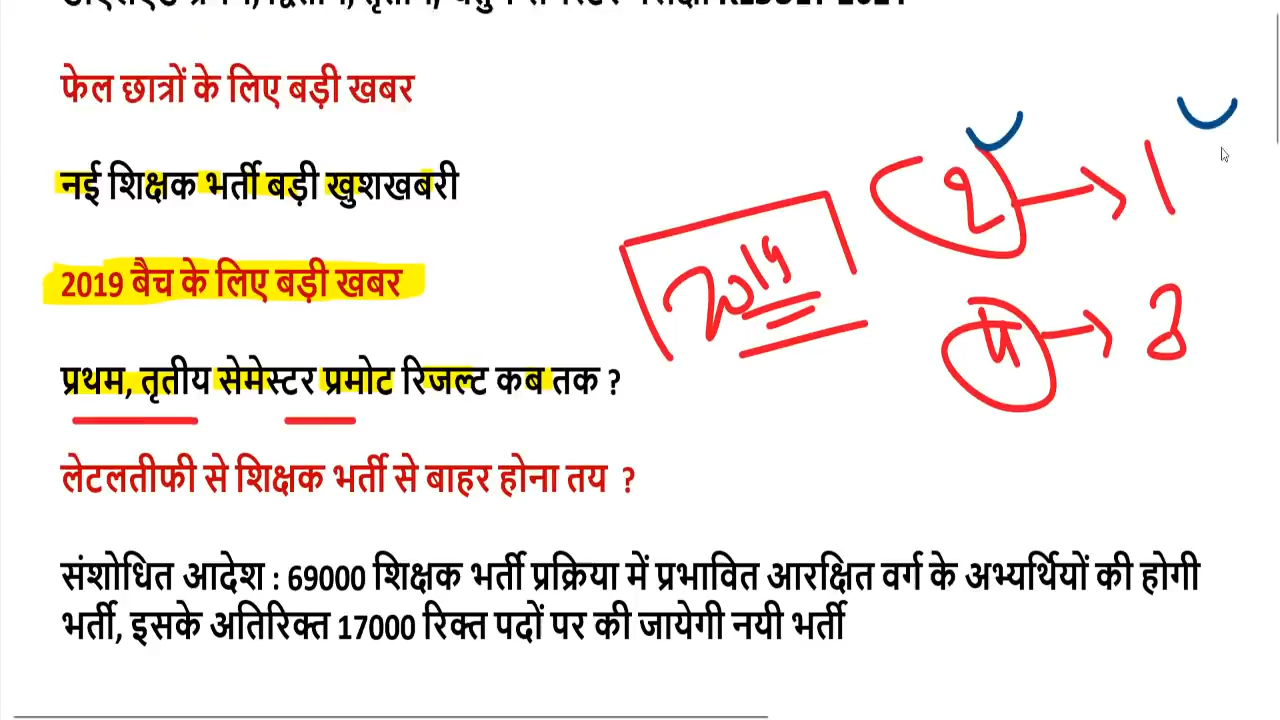 RESULT 2021
फेल छात्रों के लिए बड़ी खबर
नई शिक्षक भर्ती बड़ी खुशखबरी
2019 बैच के लिए बड़ी खबर
प्रथम, तृतीय सेमेस्टर प्रमोट रिजल्ट कब तक ?
लेटलतीफी से शिक्षक भर्ती से बाहर होना तय ?
संशोधित आदेश : 69000 शिक्षक भर्ती प्रक्रिया में प्रभावित आरक्षित वर्ग के अभ्यर्थियों की होगी
भर्ती, इसके अतिरिक्त 17000 रिक्त पदों पर की जायेगी नयी भर्ती
2019
2 → 1
4 → 3